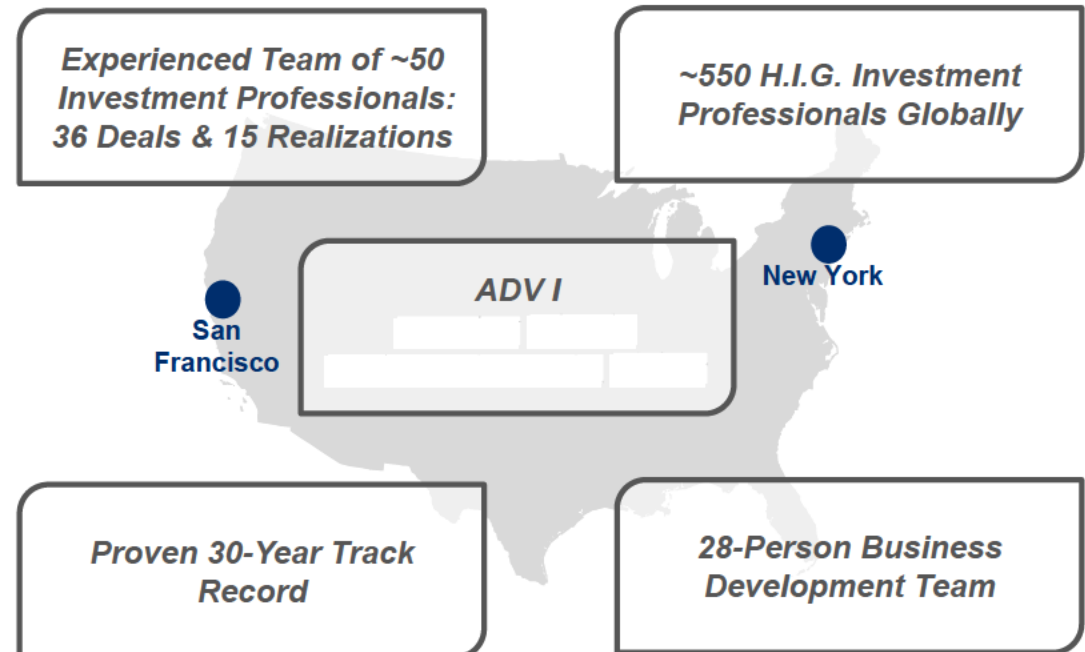 Experienced Team of ~50
Investment Professionals:
36 Deals & 15 Realizations
~550 H.I.G. Investment
Professionals Globally
ADV I
New York
San
Francisco
Proven 30-Year Track
Record
28-Person Business
Development Team